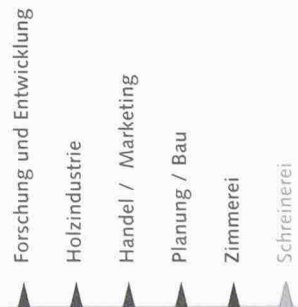 Forschung und Entwicklung
Holzindustrie
Handel / Marketing
Planung / Bau
Zimmerei
Schreinerei